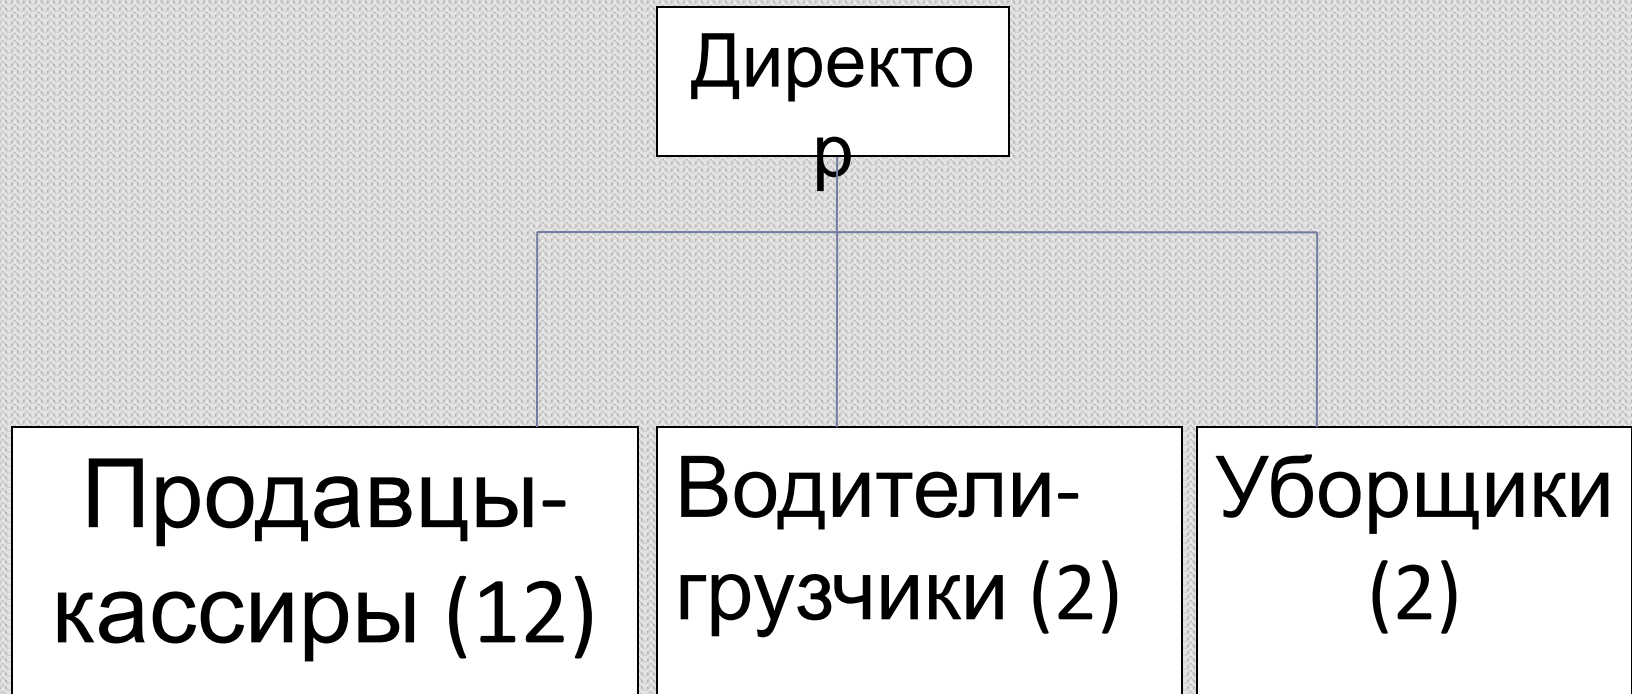 Директо
р
Продавцы-
кассиры (12)
Водители-
грузчики (2)
Уборщики
(2)